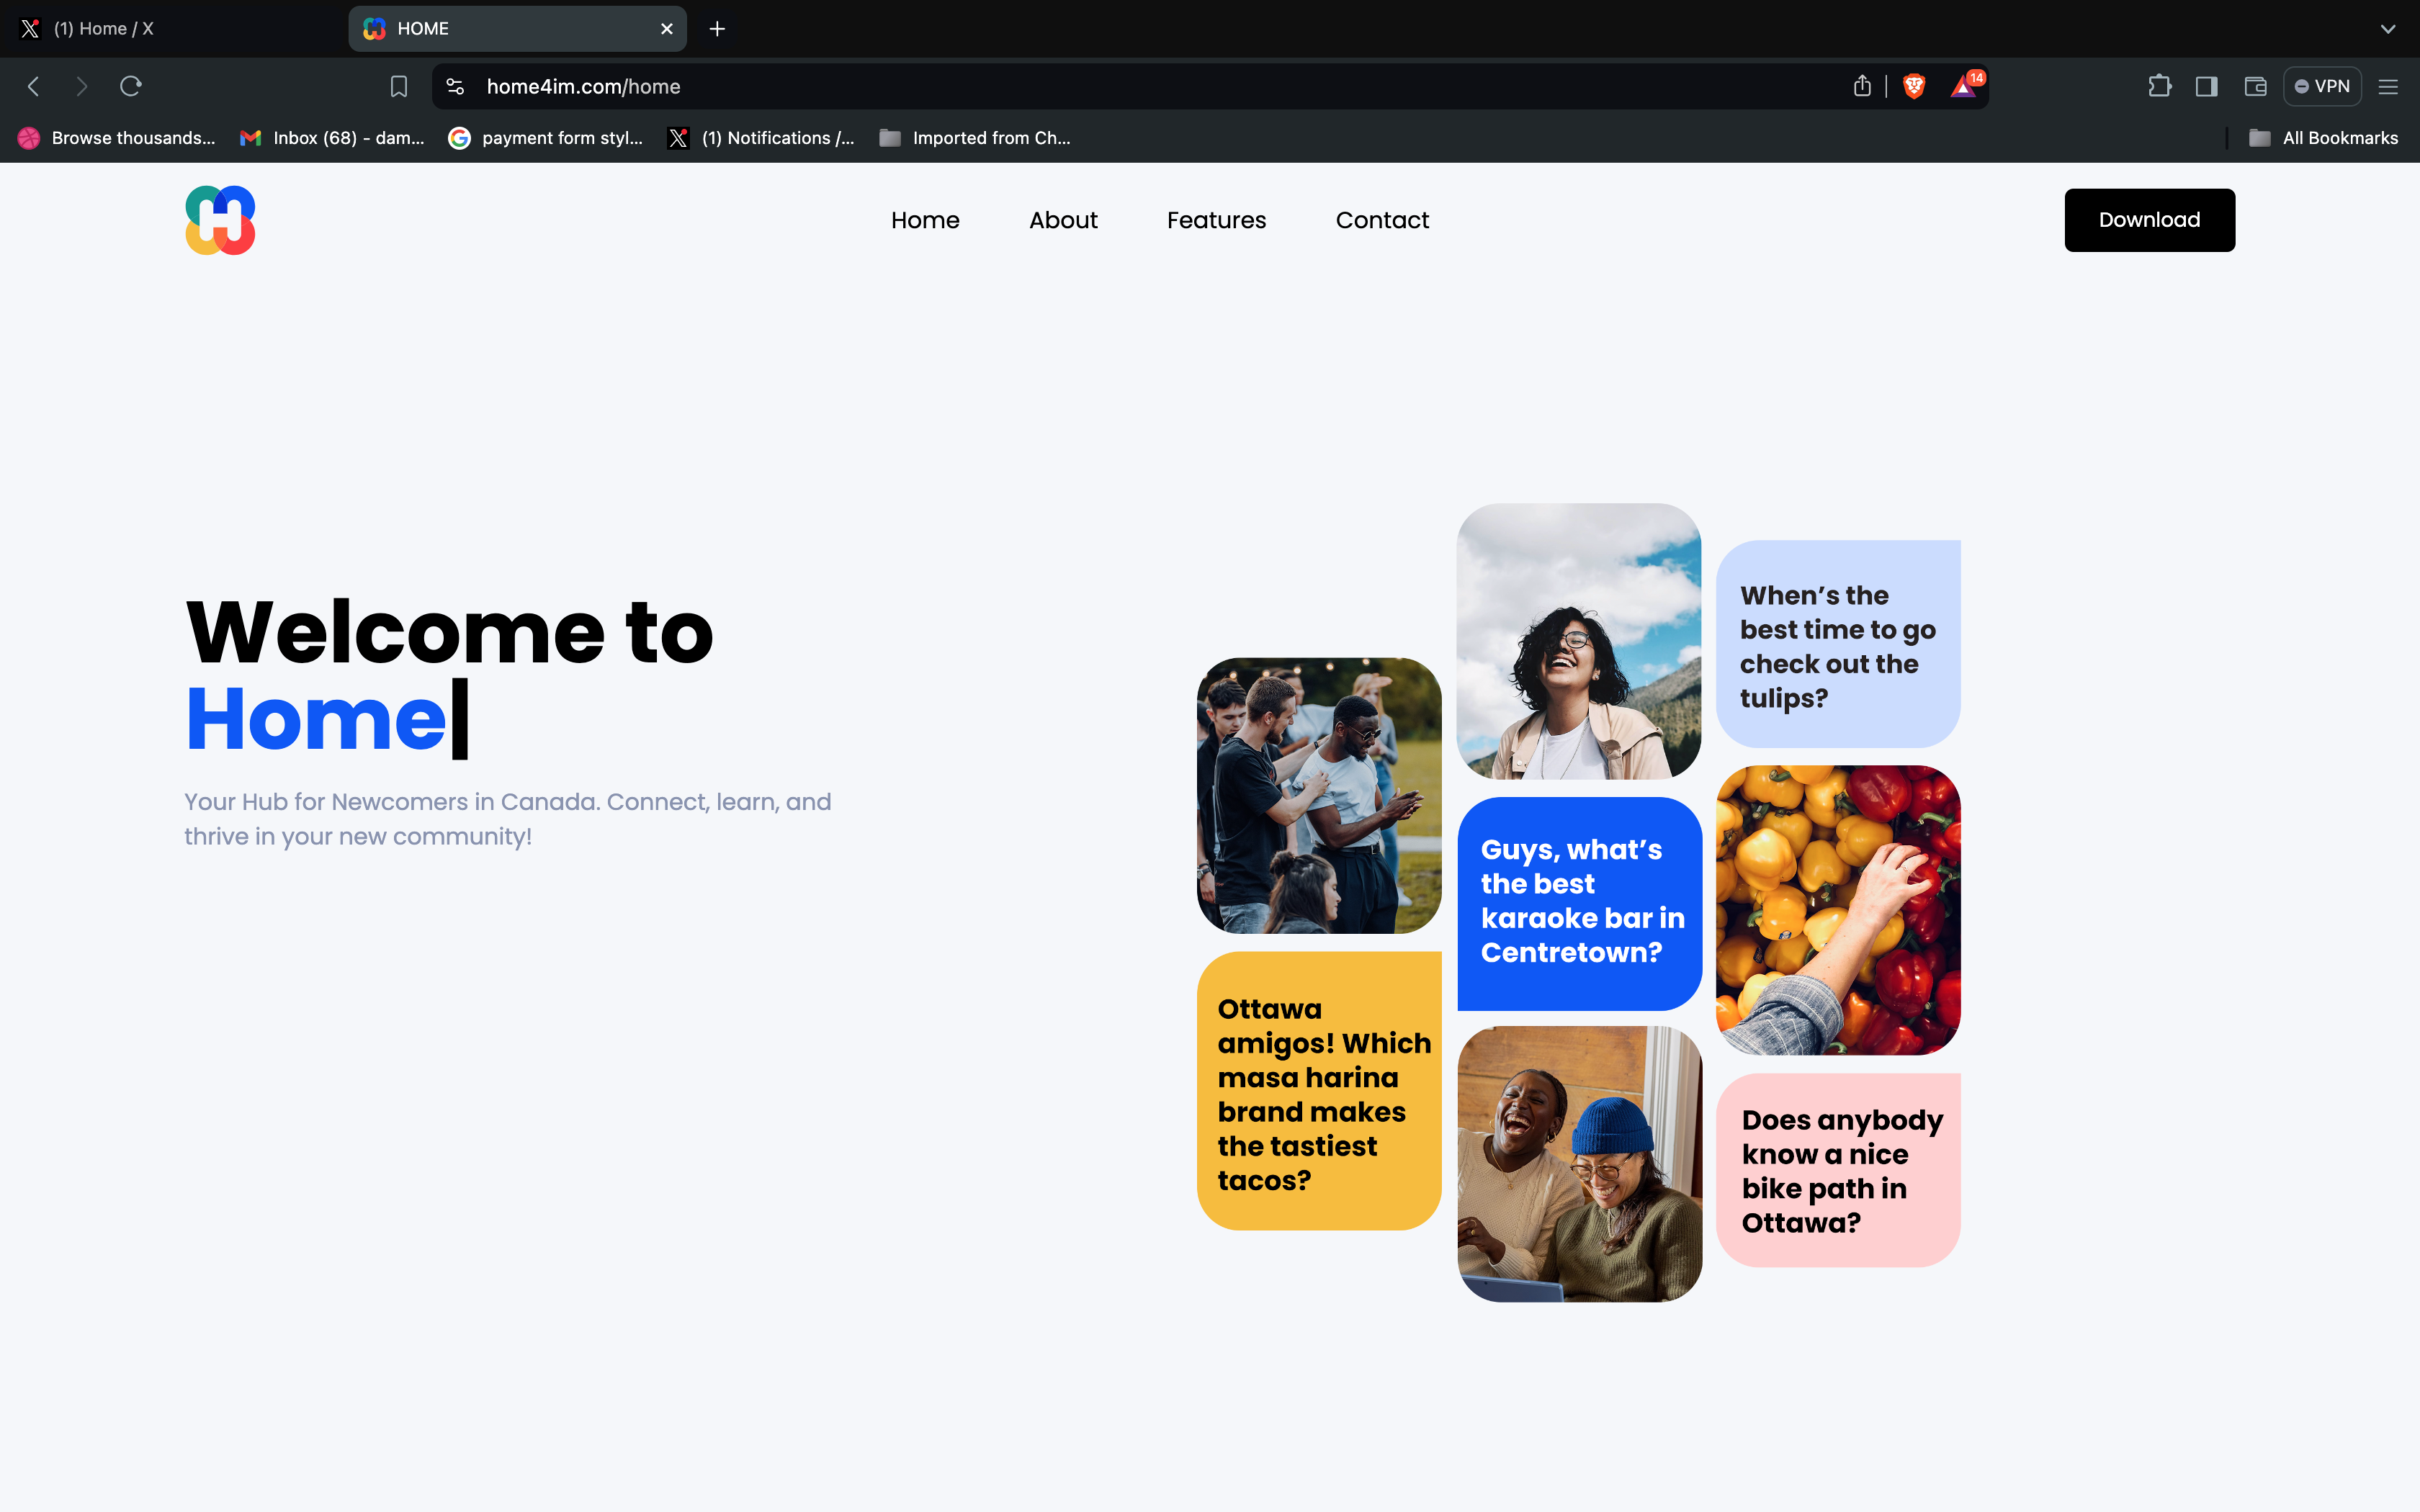 (1) Home / X
HOME
home4im.com/home
14
VPN
Browse thousands...
Inbox (68) - dam...
payment form styl...
(1) Notifications /...
Imported from Ch...
All Bookmarks
Home
About
Features
Contact
Download
Welcome to
Home
Your Hub for Newcomers in Canada. Connect, learn, and
thrive in your new community!
When’s the
best time to go
check out the
tulips?
Guys, what’s
the best
karaoke bar in
Centretown?
Ottawa
amigos! Which
masa harina
brand makes
the tastiest
tacos?
Does anybody
know a nice
bike path in
Ottawa?